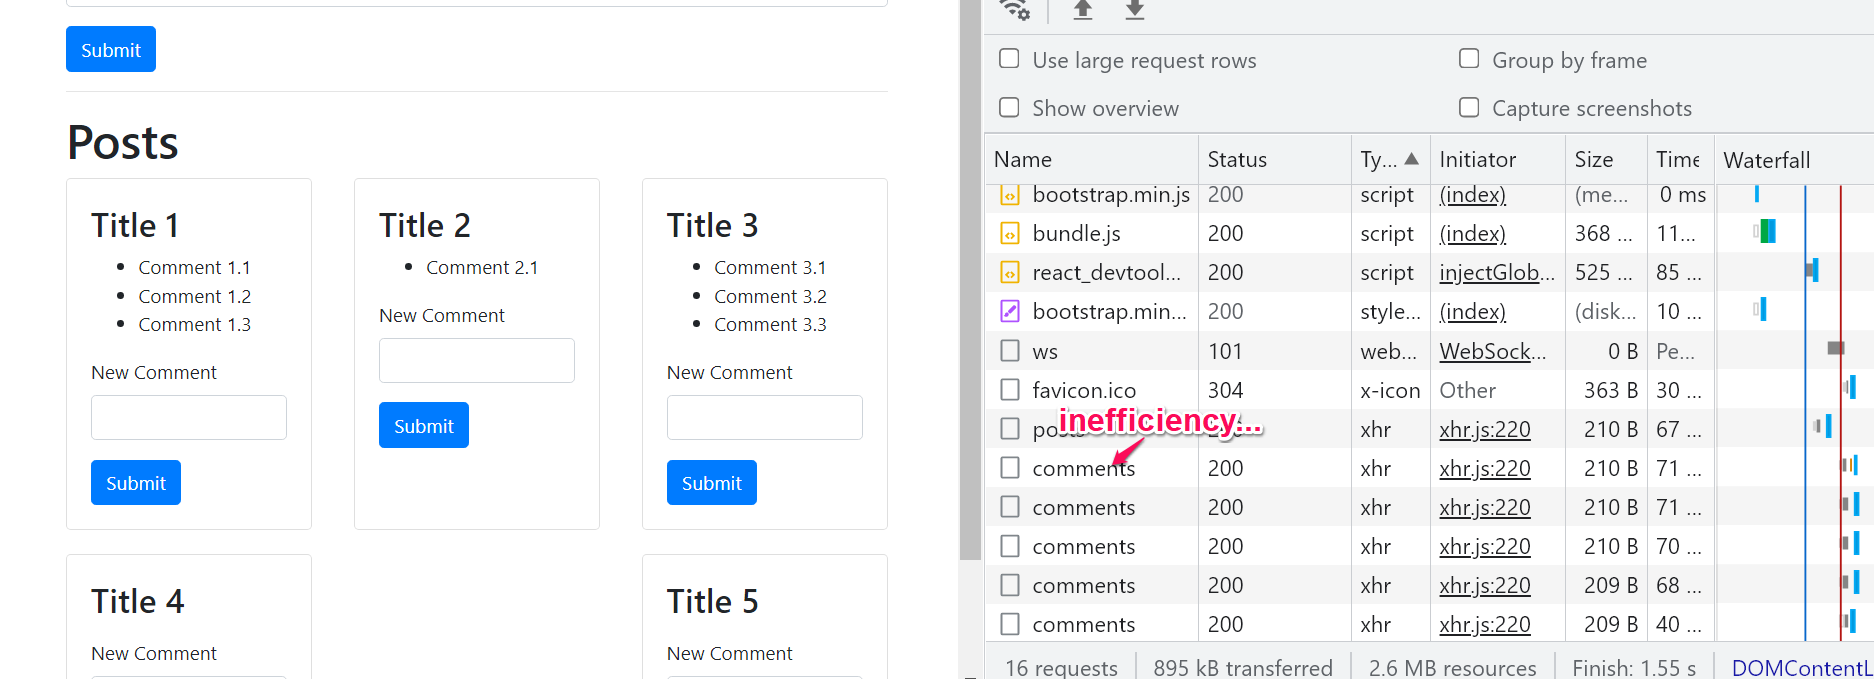 Submit
Posts
Title 1
Comment 1.1
Comment 1.2
Comment 1.3
New Comment
Submit
Title 2
Comment 2.1
New Comment
Submit
Title 3
Comment 3.1
Comment 3.2
Comment 3.3
New Comment
Submit
Title 4
New Comment
Title 5
New Comment
Use large request rows Group by frame
Show overview Capture screenshots
Name Status Ty... ▲ Initiator Size Time Waterfall
bootstrap.min.js 200 script (index) (me... 0 ms
bundle.js 200 script (index) 368 ... 11...
react_devtool... 200 script injectGlob... 525 ... 85 ...
bootstrap.min... 200 style... (index) (disk... 10 ...
ws 101 web... WebSock... 0 B Pe...
favicon.ico 304 x-icon Other 363 B 30 ...
inefficiency...
posts xhr xhr.js:220 210 B 67 ...
comments 200 xhr xhr.js:220 210 B 71 ...
comments 200 xhr xhr.js:220 210 B 71 ...
comments 200 xhr xhr.js:220 210 B 70 ...
comments 200 xhr xhr.js:220 209 B 68 ...
comments 200 xhr xhr.js:220 209 B 40 ...
16 requests 895 kB transferred 2.6 MB resources Finish: 1.55 s DOMContentL